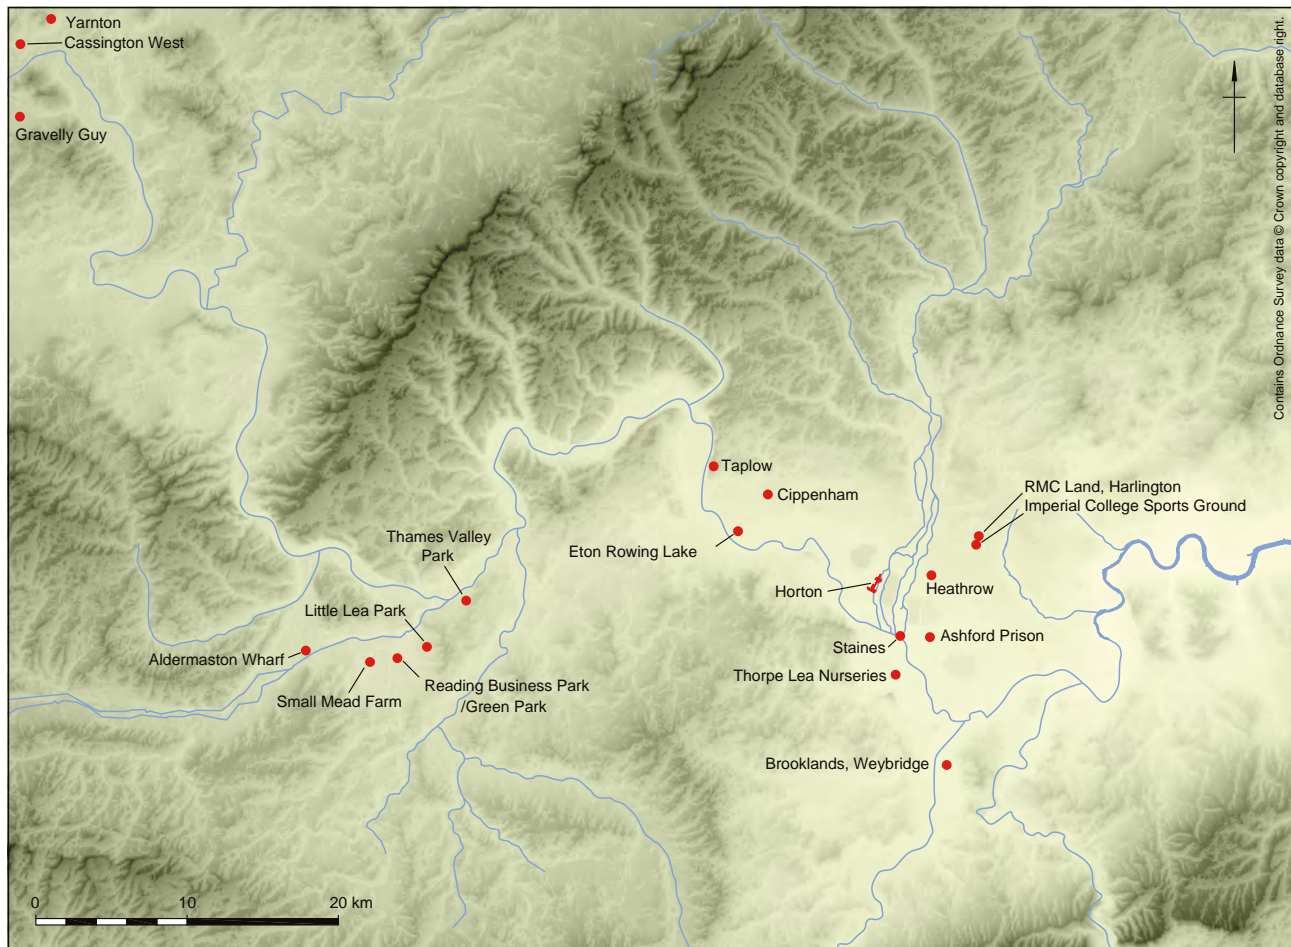 Yarnton
Cassington West
Gravelly Guy
Contains Ordnance Survey data © Crown copyright and database right.
Taplow
Cippenham
RMC Land, Harlington
Imperial College Sports Ground
Eton Rowing Lake
Thames Valley
Park
Horton
Heathrow
Little Lea Park
Staines
Ashford Prison
Aldermaston Wharf
Thorpe Lea Nurseries
Small Mead Farm
Reading Business Park
/Green Park
Brooklands, Weybridge
0 10 20 km